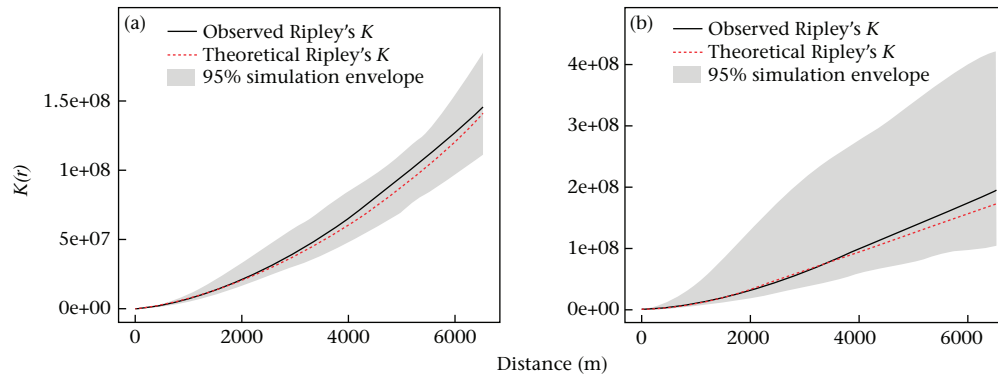 (a)
Observed Ripley's K
Theoretical Ripley's K
95% simulation envelope
1.5e+08
1e+08
5e+07
0e+00
K(r)
0 2000 4000 6000
(b)
Observed Ripley's K
Theoretical Ripley's K
95% simulation envelope
4e+08
3e+08
2e+08
1e+08
0e+00
0 2000 4000 6000
Distance (m)